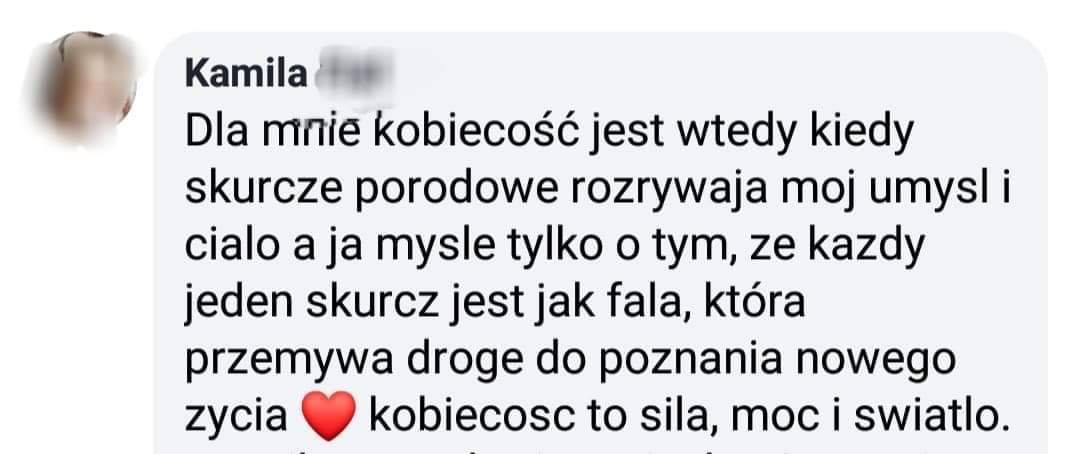 Kamila
Dla mnie kobiecość jest wtedy kiedy
skurcze porodowe rozrywaja moj umysl i
cialo a ja mysle tylko o tym, ze kazdy
jeden skurcz jest jak fala, która
przemywa droge do poznania nowego
zycia ❤️ kobiecosc to sila, moc i swiatlo.